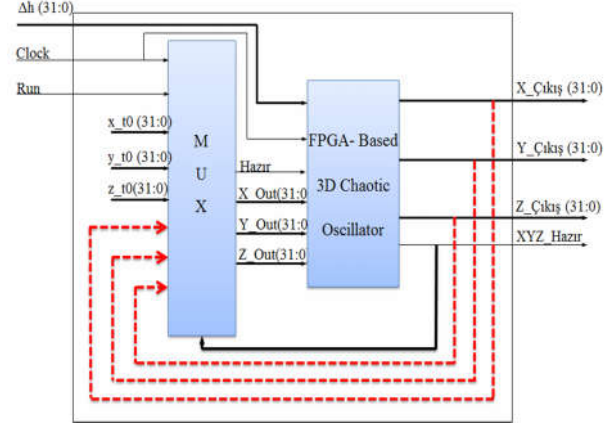 Δh (31:0)
Clock
Run
x_t0 (31:0)
y_t0 (31:0)
z_t0(31:0)
M
U
X
Hazır
X_Out(31:0)
Y_Out(31:0)
Z_Out(31:0)
FPGA- Based
3D Chaotic
Oscillator
X_Çıkış (31:0)
Y_Çıkış (31:0)
Z_Çıkış (31:0)
XYZ_Hazır